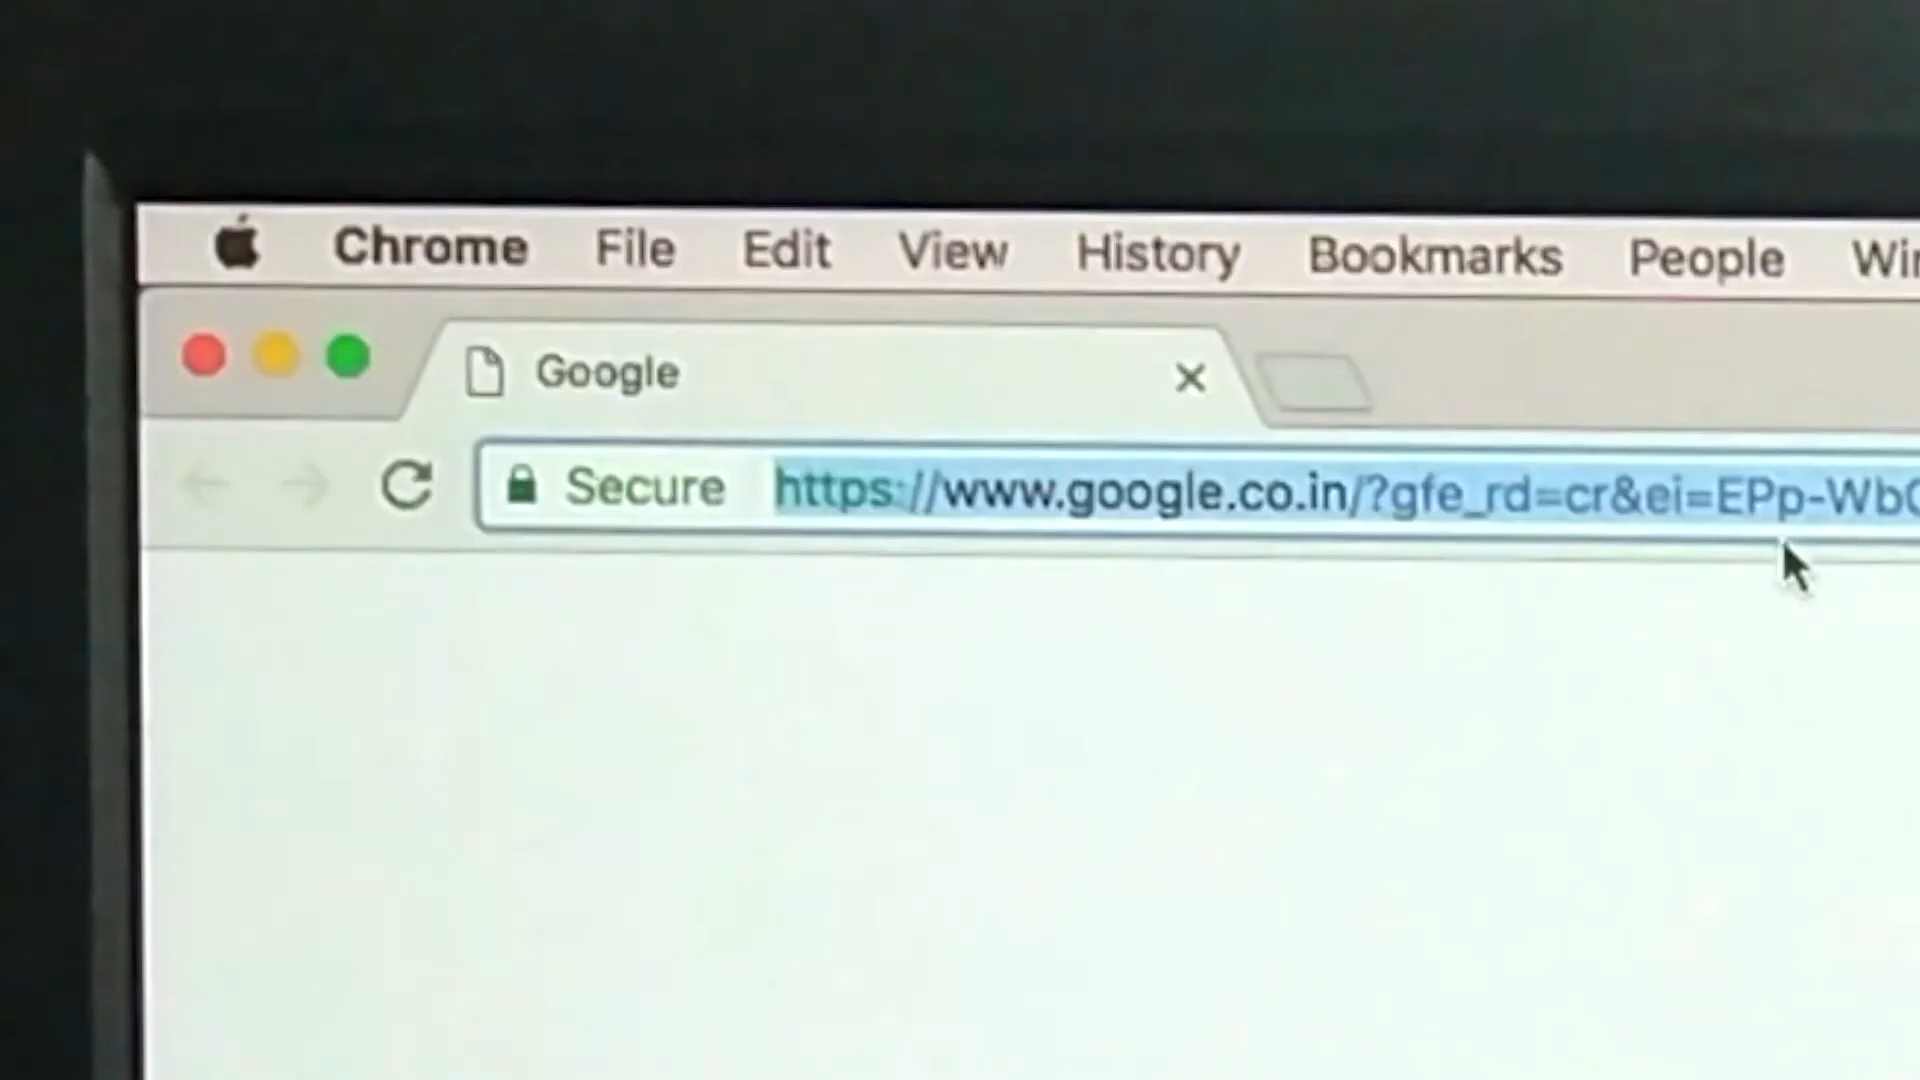 Chrome File Edit View History Bookmarks People
Google
Secure https://www.google.co.in/?gfe_rd=cr&ei=EPp-Wb